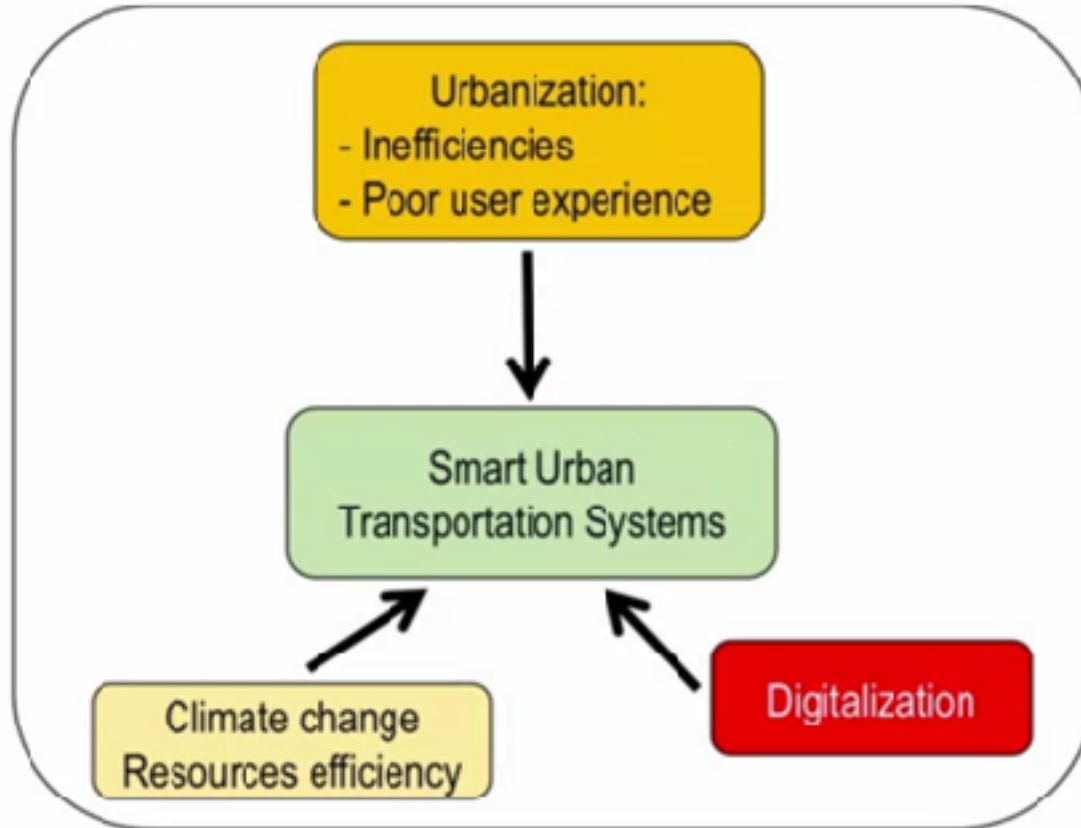 Urbanization:
- Inefficiencies
- Poor user experience
Smart Urban
Transportation Systems
Climate change
Resources efficiency
Digitalization